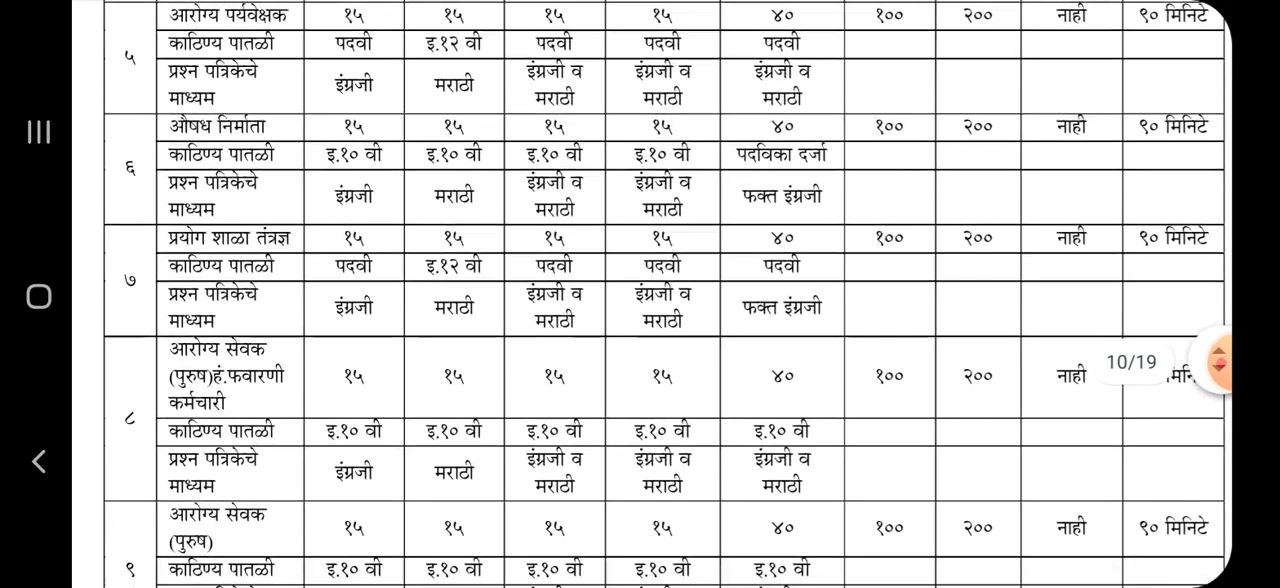 आरोग्य पर्यवेक्षक १५ १५ १५ १५ ४० १०० २०० नाही ९० मिनिटे
५ काठिण्य पातळी पदवी इ.१२ वी पदवी पदवी पदवी
प्रश्न पत्रिकेचे माध्यम इंग्रजी मराठी इंग्रजी व मराठी इंग्रजी व मराठी इंग्रजी व मराठी
औषध निर्माता १५ १५ १५ १५ ४० १०० २०० नाही ९० मिनिटे
६ काठिण्य पातळी इ.१० वी इ.१० वी इ.१० वी इ.१० वी पदविका दर्जा
प्रश्न पत्रिकेचे माध्यम इंग्रजी मराठी इंग्रजी व मराठी इंग्रजी व मराठी फक्त इंग्रजी
प्रयोग शाळा तंत्रज्ञ १५ १५ १५ १५ ४० १०० २०० नाही ९० मिनिटे
७ काठिण्य पातळी पदवी इ.१२ वी पदवी पदवी पदवी
प्रश्न पत्रिकेचे माध्यम इंग्रजी मराठी इंग्रजी व मराठी इंग्रजी व मराठी फक्त इंग्रजी
आरोग्य सेवक (पुरुष)हं.फवारणी कर्मचारी १५ १५ १५ १५ ४० १०० २०० नाही
10/19
८ काठिण्य पातळी इ.१० वी इ.१० वी इ.१० वी इ.१० वी इ.१० वी
प्रश्न पत्रिकेचे माध्यम इंग्रजी मराठी इंग्रजी व मराठी इंग्रजी व मराठी इंग्रजी व मराठी
आरोग्य सेवक (पुरुष) १५ १५ १५ १५ ४० १०० २०० नाही ९० मिनिटे
९ काठिण्य पातळी इ.१० वी इ.१० वी इ.१० वी इ.१० वी इ.१० वी